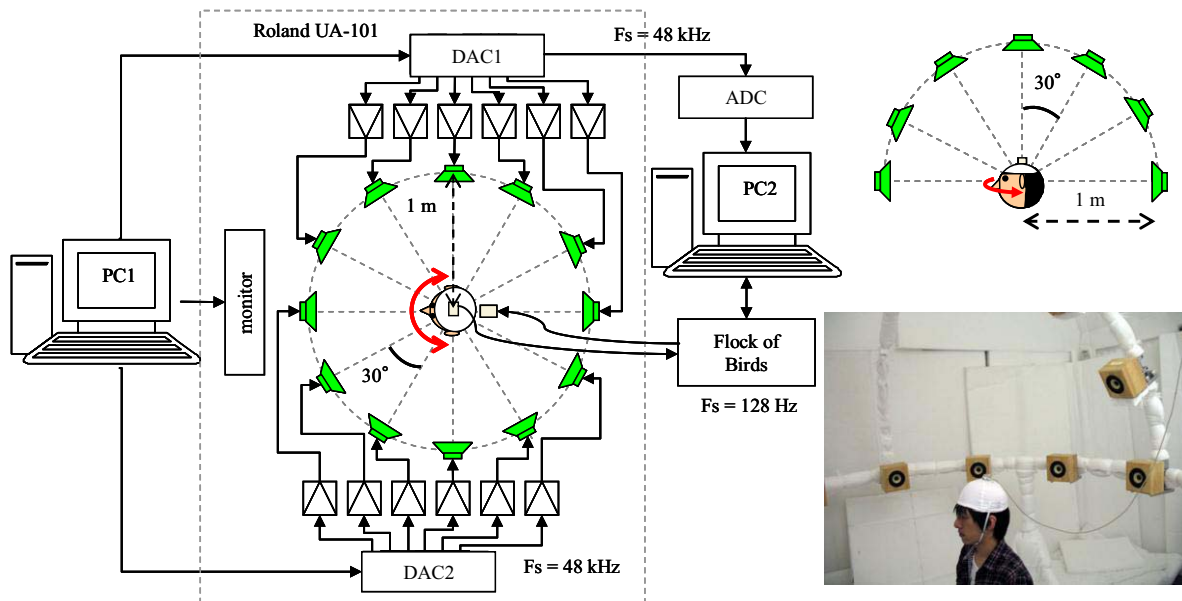 Roland UA-101
Fs = 48 kHz
DAC1
ADC
30°
1 m
PC2
1 m
PC1
monitor
30°
Flock of
Birds
Fs = 128 Hz
DAC2
Fs = 48 kHz